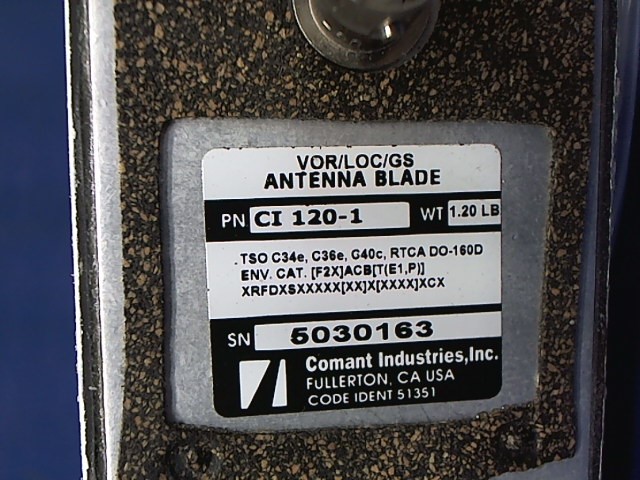 VOR/LOC/GS
ANTENNA BLADE
PN CI 120-1 WT 1.20 LB
TSO C34e, C36e, C40c, RTCA DO-160D
ENV. CAT. [F2X]ACB[T(E1,P)]
XRFDXSXXXXX[XX]X[XXXX]XCX
SN 5030163
Comant Industries,Inc.
FULLERTON, CA USA
CODE IDENT 51351